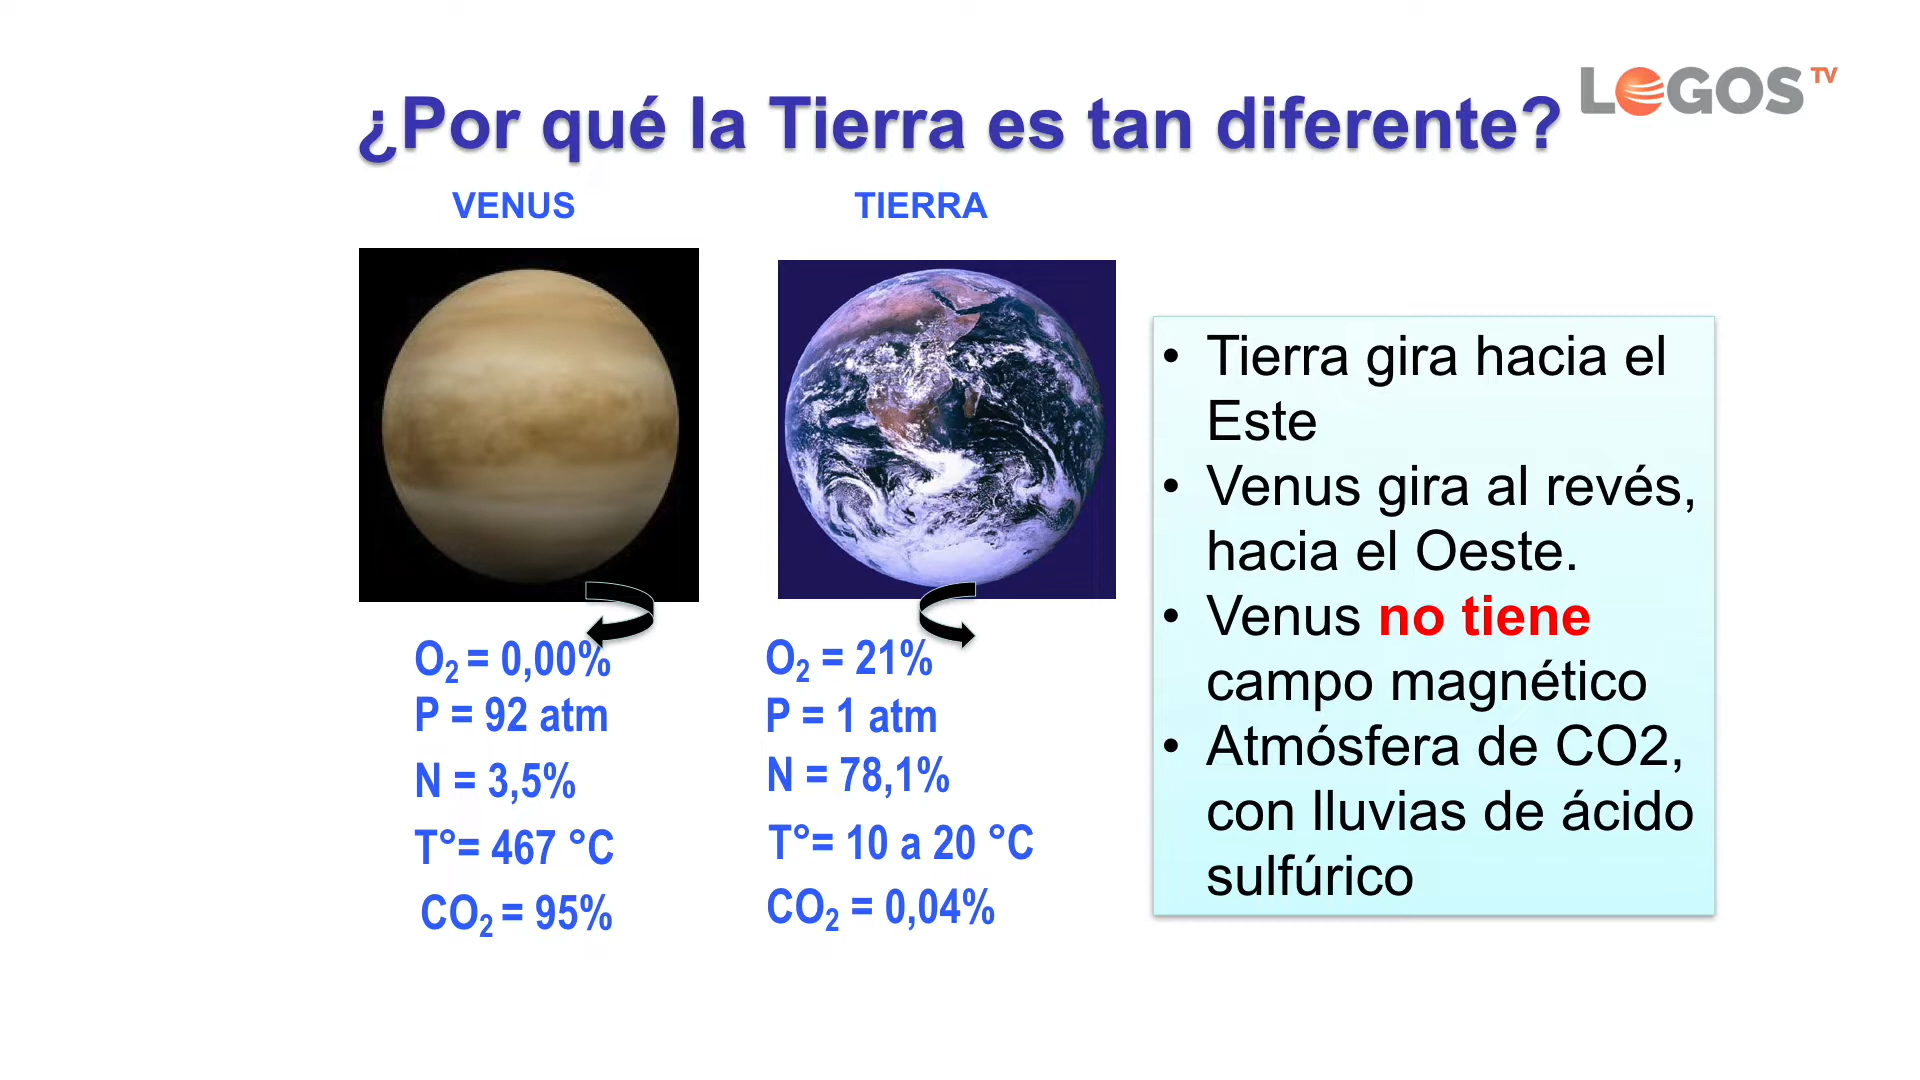 LOGOS TV
¿Por qué la Tierra es tan diferente?
VENUS
TIERRA
O₂ = 0,00%
P = 92 atm
N = 3,5%
T°= 467 °C
CO₂ = 95%
O₂ = 21%
P = 1 atm
N = 78,1%
T°= 10 a 20 °C
CO₂ = 0,04%
• Tierra gira hacia el
Este
• Venus gira al revés,
hacia el Oeste.
• Venus no tiene
campo magnético
• Atmósfera de CO2,
con lluvias de ácido
sulfúrico